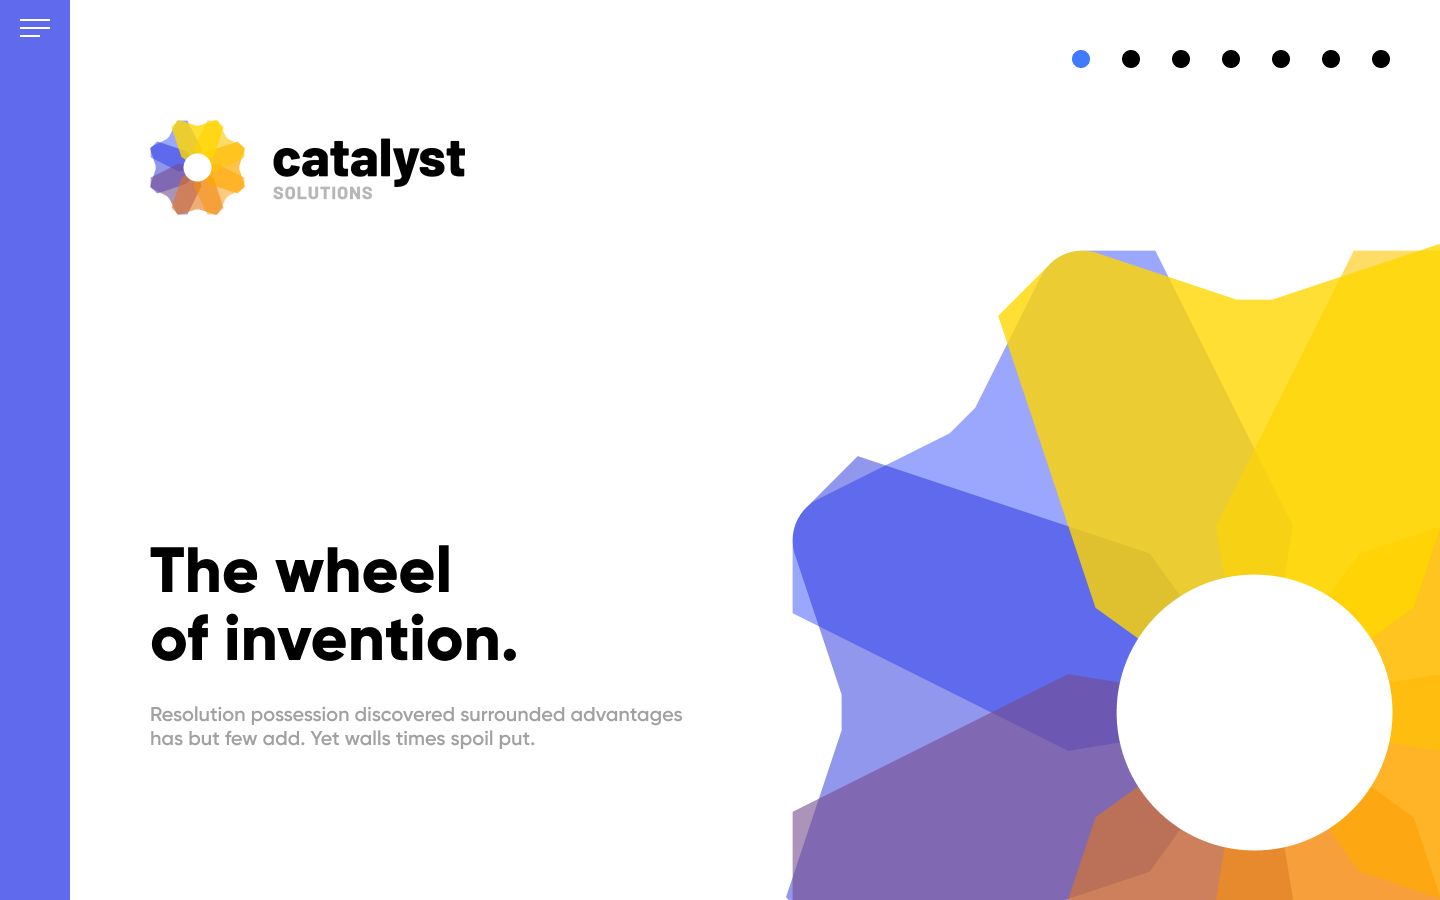 catalyst
SOLUTIONS
The wheel
of invention.
Resolution possession discovered surrounded advantages
has but few add. Yet walls times spoil put.